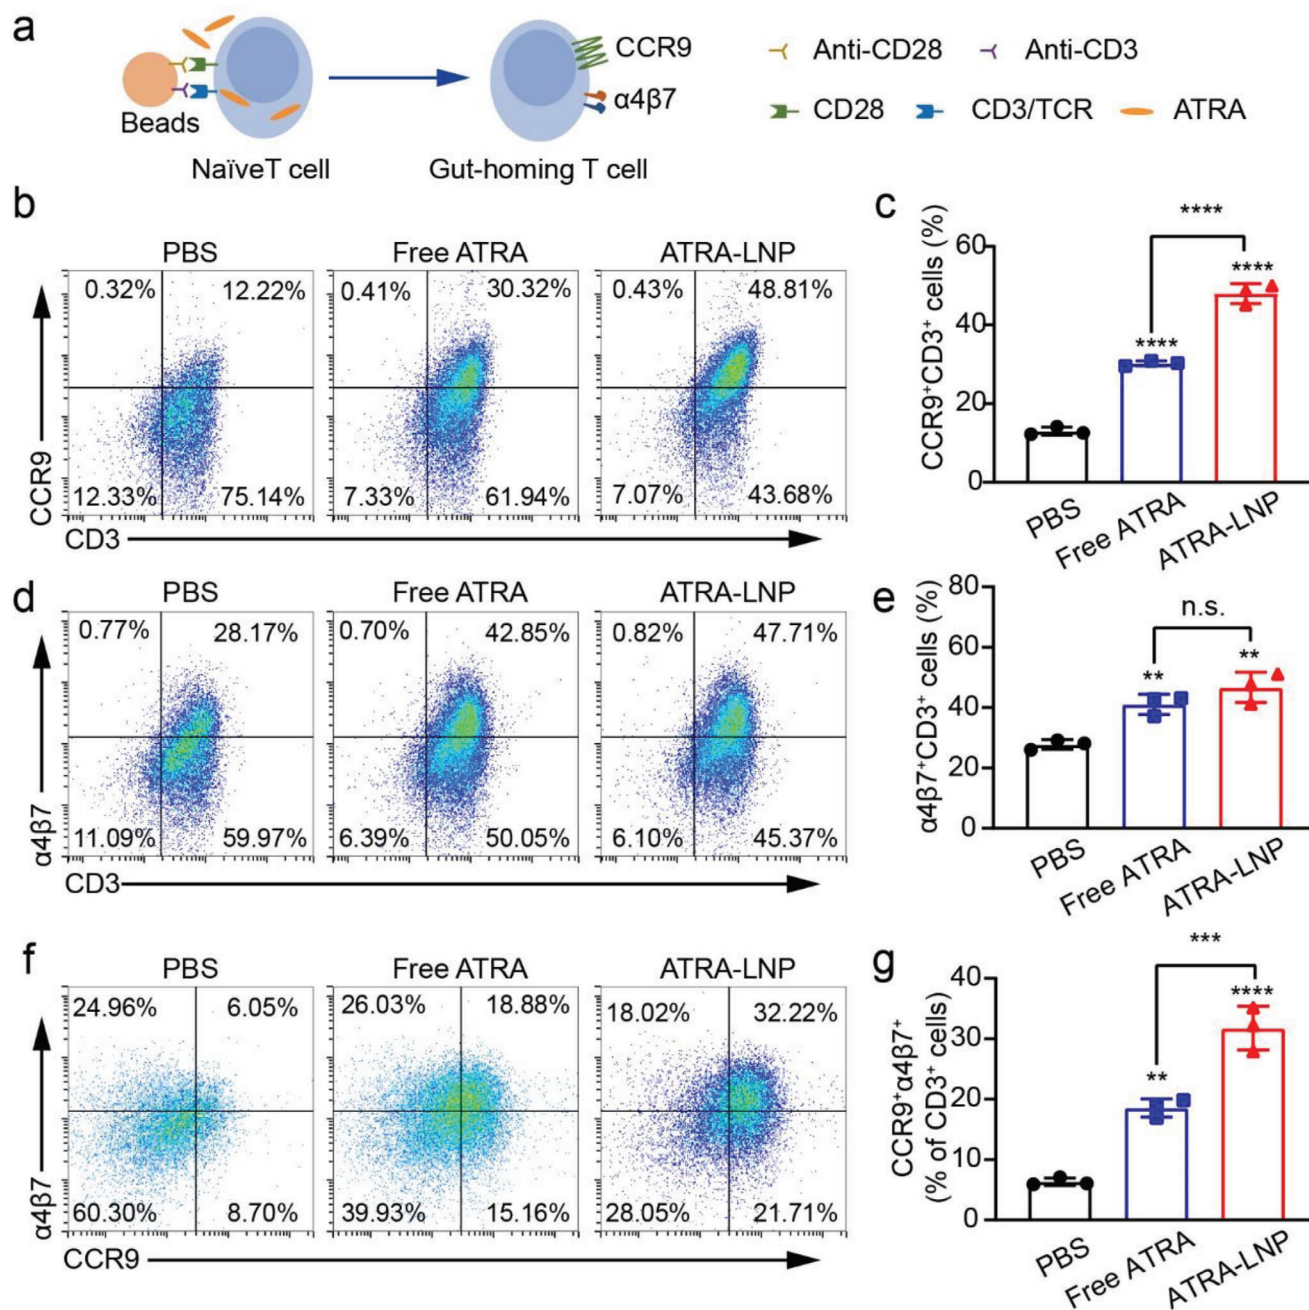 a
Beads
NaïveT cell
Gut-homing T cell
CCR9
α4β7
Anti-CD28
Anti-CD3
CD28
CD3/TCR
ATRA
b
PBS
Free ATRA
ATRA-LNP
0.32%
12.22%
0.41%
30.32%
0.43%
48.81%
12.33%
75.14%
7.33%
61.94%
7.07%
43.68%
CCR9
CD3
c
CCR9⁺CD3⁺ cells (%)
60
40
20
0
****
****
****
PBS
Free ATRA
ATRA-LNP
d
PBS
Free ATRA
ATRA-LNP
0.77%
28.17%
0.70%
42.85%
0.82%
47.71%
11.09%
59.97%
6.39%
50.05%
6.10%
45.37%
α4β7
CD3
e
α4β7⁺CD3⁺ cells (%)
80
60
40
20
0
n.s.
**
**
PBS
Free ATRA
ATRA-LNP
f
PBS
Free ATRA
ATRA-LNP
24.96%
6.05%
26.03%
18.88%
18.02%
32.22%
60.30%
8.70%
39.93%
15.16%
28.05%
21.71%
α4β7
CCR9
g
CCR9⁺α4β7⁺
(% of CD3⁺ cells)
40
30
20
10
0
***
**
****
PBS
Free ATRA
ATRA-LNP